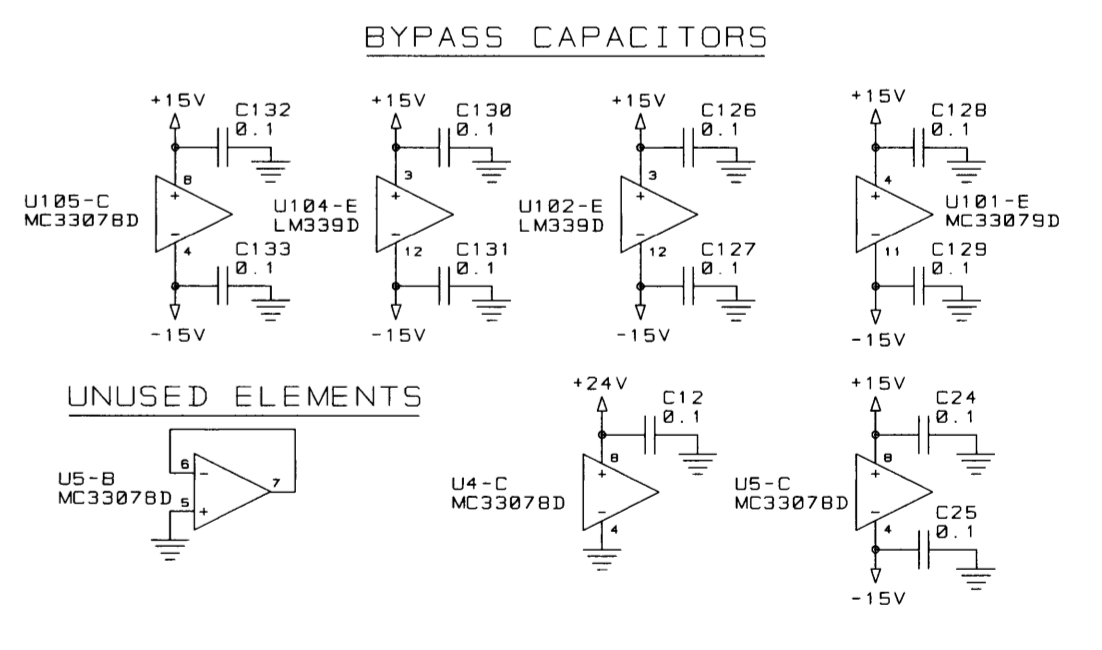 BYPASS CAPACITORS
+15V
C132
0.1
8
U105-C
MC33078D
+
-
4
C133
0.1
-15V
+15V
C130
0.1
3
U104-E
LM339D
+
-
12
C131
0.1
-15V
+15V
C126
0.1
3
U102-E
LM339D
+
-
12
C127
0.1
-15V
+15V
C128
0.1
4
U101-E
MC33079D
+
-
11
C129
0.1
-15V
UNUSED ELEMENTS
U5-B
MC33078D
6
-
5
+
7
+24V
C12
0.1
8
U4-C
MC33078D
+
-
4
+15V
C24
0.1
8
U5-C
MC33078D
+
-
4
C25
0.1
-15V